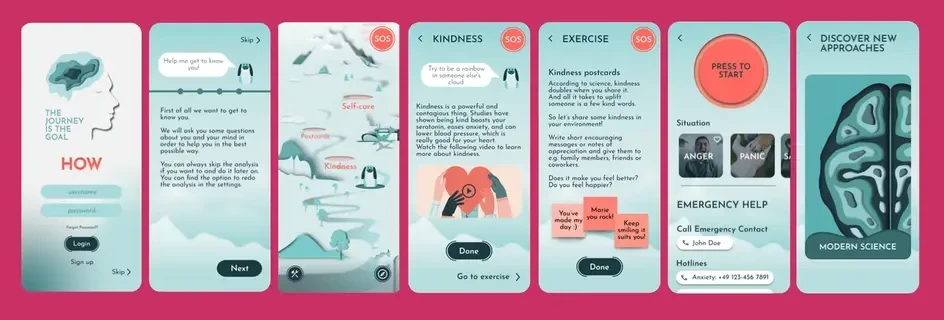 THE
JOURNEY
IS THE
GOAL
HOW
username
password
Forgot Password?
Login
Sign up
Skip
Skip
Help me get to know
you!
First of all we want to get to
know you.
We will ask you some questions
about you and your mind in
order to help you in the best
possible way.
You can always skip the analysis
if you want to and do it later on.
You can find the option to redo
the analysis in the settings.
Next
SOS
Self-care
Postcards
Kindness
KINDNESS
SOS
Try to be a rainbow
in someone else's
cloud
Kindness is a powerful and
contagious thing. Studies have
shown being kind boosts your
serotonin, eases anxiety, and can
lower blood pressure, which is
really good for your heart.
Watch the following video to learn
more about kindness.
Done
Go to exercise
EXERCISE
SOS
Kindness postcards
According to science, kindness
doubles when you share it.
And all it takes to uplift
someone is a few kind words.
So let's share some kindness in
your environment!
Write short encouraging
messages or notes of
appreciation and give them to
e.g. family members, friends or
coworkers.
Does it make you feel better?
Do you feel happier?
You've
made my
day :)
Marie
you rock!
Keep
smiling it
suits you!
Done
PRESS TO
START
Situation
ANGER
PANIC
SA
EMERGENCY HELP
Call Emergency Contact
John Doe
Hotlines
Anxiety: +49 123-456 7891
DISCOVER NEW
APPROACHES
MODERN SCIENCE